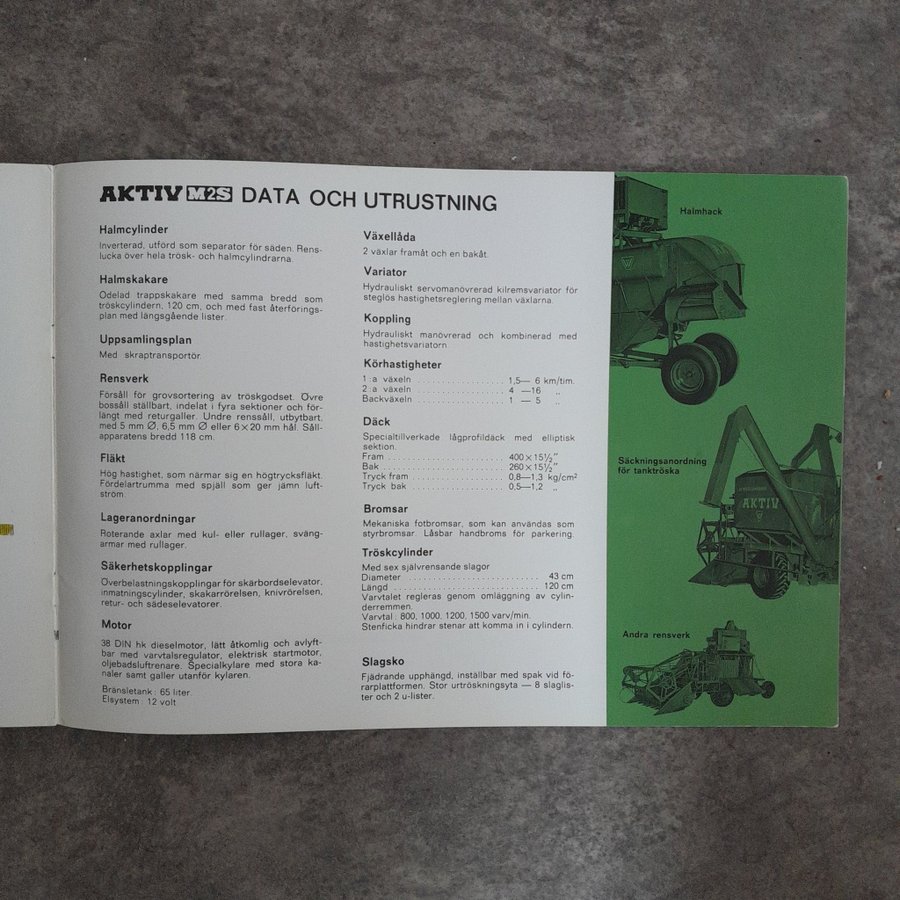 AKTIV M2S DATA OCH UTRUSTNING
Halmcylinder
Inverterad, utförd som separator för säden. Rens-
lucka över hela trösk- och halmcylindrarna.
Halmskakare
Odelad trappskakare med samma bredd som
tröskcylindern, 120 cm, och med fast återförings-
plan med längsgående lister.
Uppsamlingsplan
Med skraptransportör.
Rensverk
Försåll för grovsortering av tröskgodset. Övre
bossåll ställbart, indelat i fyra sektioner och för-
längt med returgaller. Undre renssåll, utbytbart,
med 5 mm Ø, 6,5 mm Ø eller 6×20 mm hål. Såll-
apparatens bredd 118 cm.
Fläkt
Hög hastighet, som närmar sig en högtrycksfläkt.
Fördelartrumma med spjäll som ger jämn luft-
ström.
Lageranordningar
Roterande axlar med kul- eller rullager, sväng-
armar med rullager.
Säkerhetskopplingar
Överbelastningskopplingar för skärbordselevator,
inmatningscylinder, skakarrörelsen, knivrörelsen,
retur- och sädeselevatorer.
Motor
38 DIN hk dieselmotor, lätt åtkomlig och avlyft-
bar med varvtalsregulator, elektrisk startmotor,
oljebadsluftrenare. Specialkylare med stora ka-
naler samt galler utanför kylaren.
Bränsletank: 65 liter.
Elsystem: 12 volt
Växellåda
2 växlar framåt och en bakåt.
Variator
Hydrauliskt servomanövrerad kilremsvariator för
steglös hastighetsreglering mellan växlarna.
Koppling
Hydrauliskt manövrerad och kombinerad med
hastighetsvariatorn.
Körhastigheter
1:a växeln . . . . . . . . . . . . . . . . 1,5— 6 km/tim.
2:a växeln . . . . . . . . . . . . . . . . 4 —16 „
Backväxeln . . . . . . . . . . . . . . . 1 — 5 „
Däck
Specialtillverkade lågprofildäck med elliptisk
sektion.
Fram . . . . . . . . . . . . . . . . . . . . . 400×15½"
Bak . . . . . . . . . . . . . . . . . . . . . . 260×15½"
Tryck fram . . . . . . . . . . . . . . . . 0,8—1,3 kg/cm²
Tryck bak . . . . . . . . . . . . . . . . . 0,5—1,2 „
Bromsar
Mekaniska fotbromsar, som kan användas som
styrbromsar. Låsbar handbroms för parkering.
Tröskcylinder
Med sex självrensande slagor
Diameter . . . . . . . . . . . . . . . . . . . . . . . 43 cm
Längd . . . . . . . . . . . . . . . . . . . . . . . . . 120 cm
Varvtalet regleras genom omläggning av cylin-
derremmen.
Varvtal: 800, 1000, 1200, 1500 varv/min.
Stenficka hindrar stenar att komma in i cylindern.
Slagsko
Fjädrande upphängd, inställbar med spak vid fö-
rarplattformen. Stor urtröskningsyta — 8 slaglis-
ter och 2 u-lister.
Halmhack
Säckningsanordning
för tanktröska
AKTIV
Andra rensverk